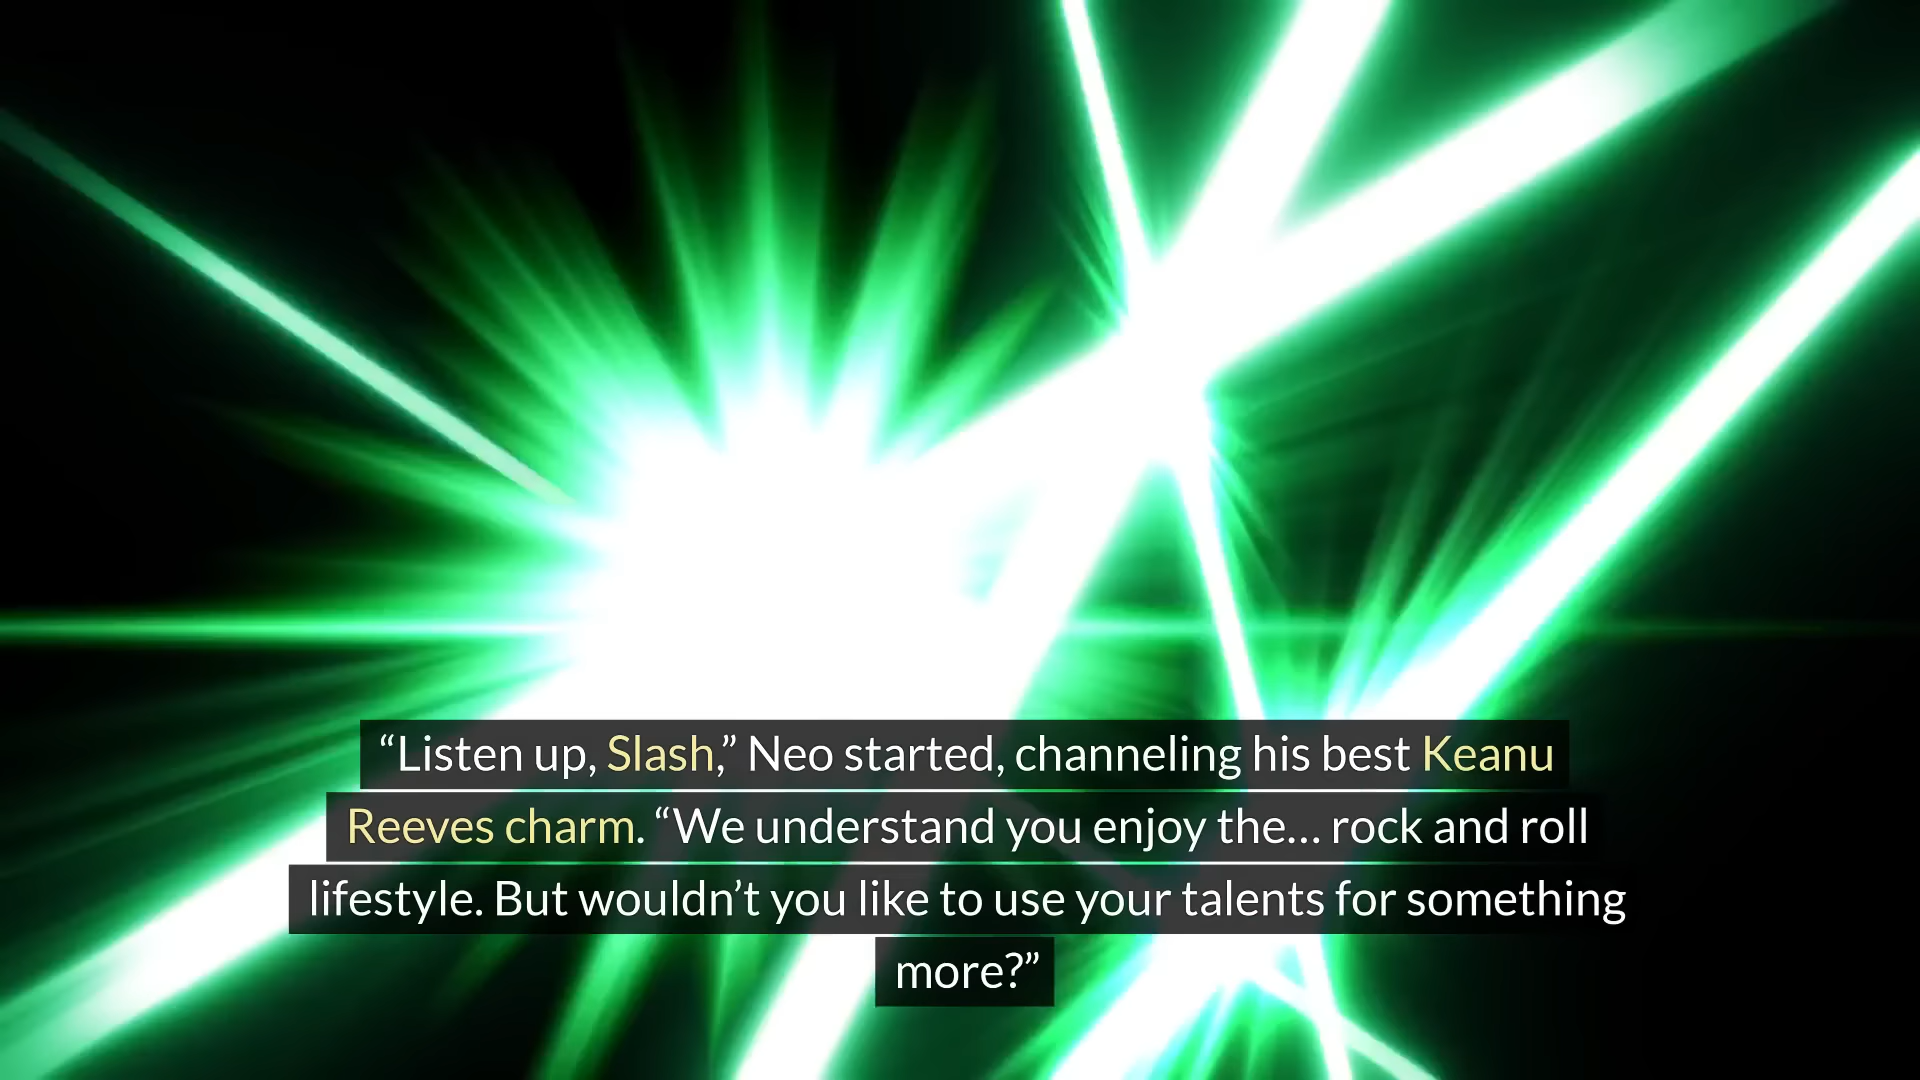 “Listen up, Slash,” Neo started, channeling his best Keanu
Reeves charm. “We understand you enjoy the... rock and roll
lifestyle. But wouldn’t you like to use your talents for something
more?”